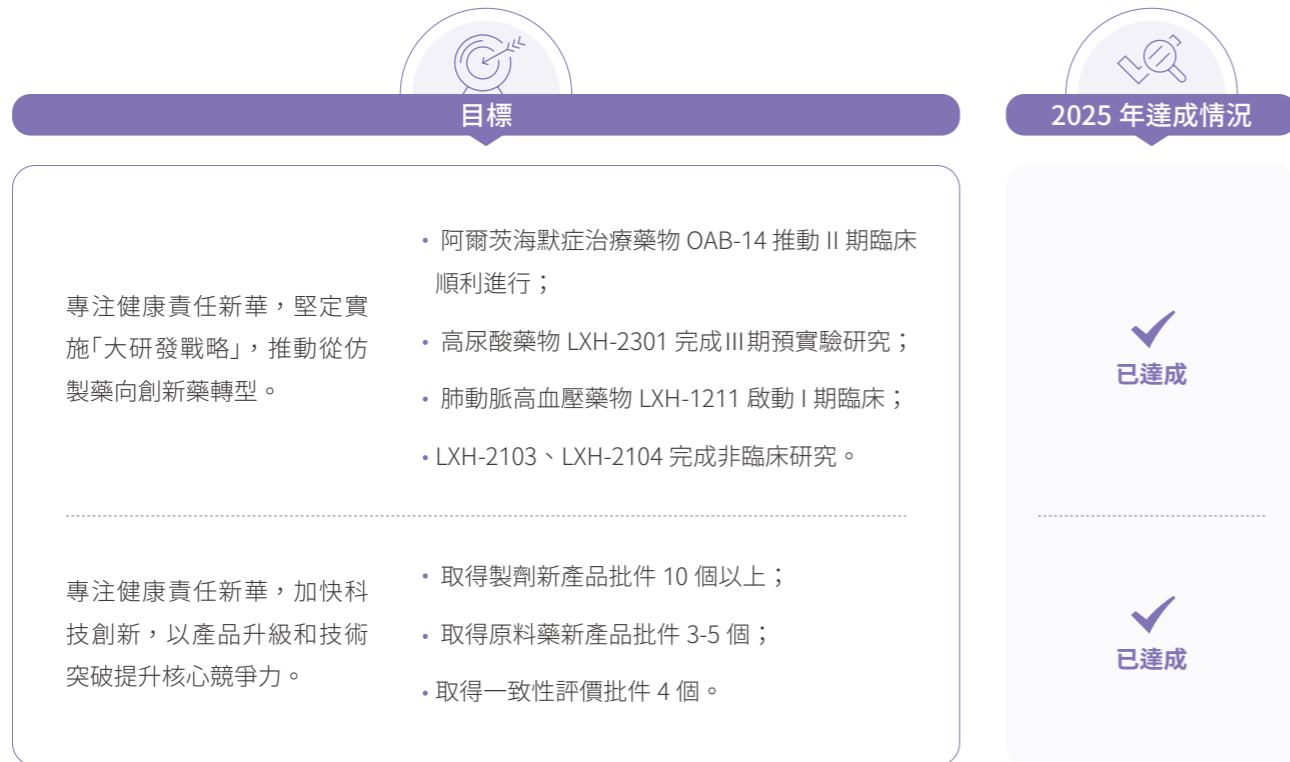 目標
2025 年達成情況
專注健康責任新華，堅定實
施「大研發戰略」，推動從仿
製藥向創新藥轉型。
• 阿爾茨海默症治療藥物 OAB-14 推動 II 期臨床
順利進行；
• 高尿酸藥物 LXH-2301 完成III期預實驗研究；
• 肺動脈高血壓藥物 LXH-1211 啟動 I 期臨床；
• LXH-2103、LXH-2104 完成非臨床研究。
已達成
專注健康責任新華，加快科
技創新，以產品升級和技術
突破提升核心競爭力。
• 取得製劑新產品批件 10 個以上；
• 取得原料藥新產品批件 3-5 個；
• 取得一致性評價批件 4 個。
已達成